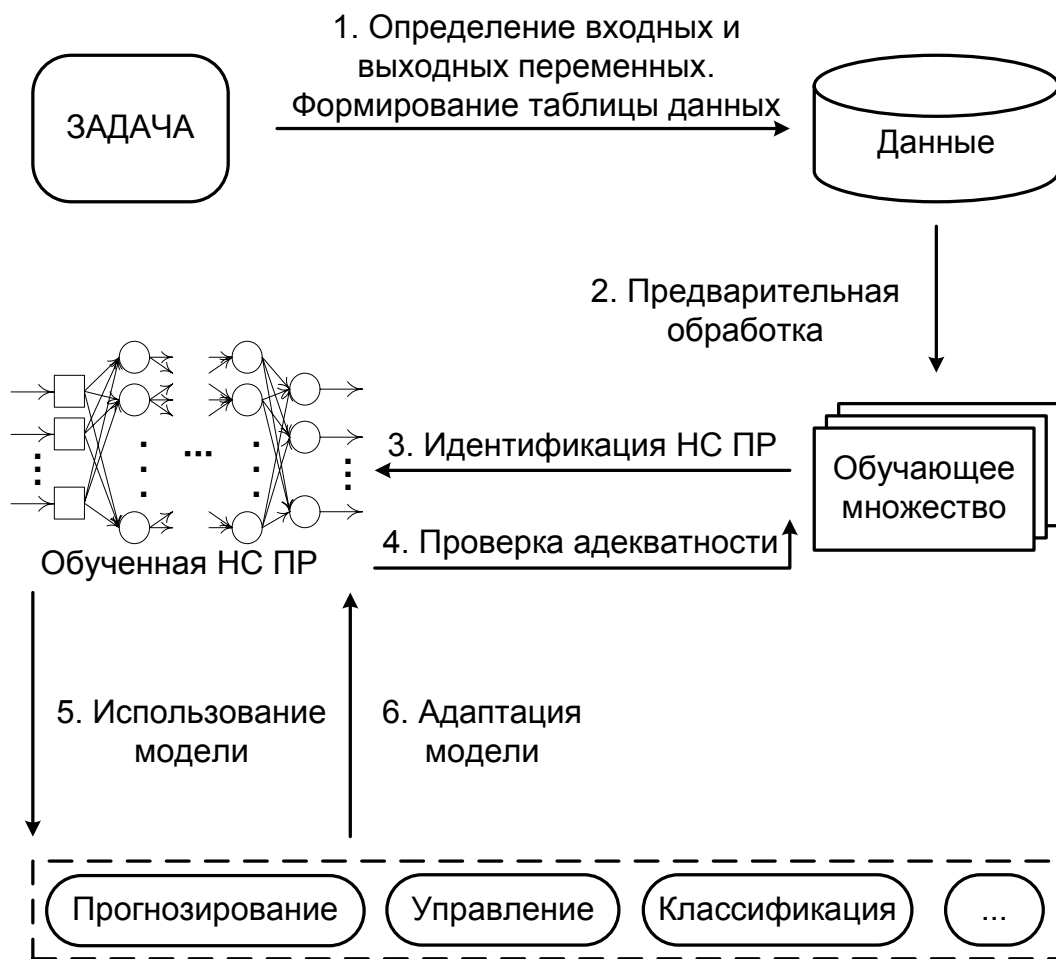 1. Определение входных и
выходных переменных.
Формирование таблицы данных
ЗАДАЧА
Данные
2. Предварительная
обработка
3. Идентификация НС ПР
Обучающее
множество
4. Проверка адекватности
Обученная НС ПР
5. Использование
модели
6. Адаптация
модели
Прогнозирование
Управление
Классификация
...